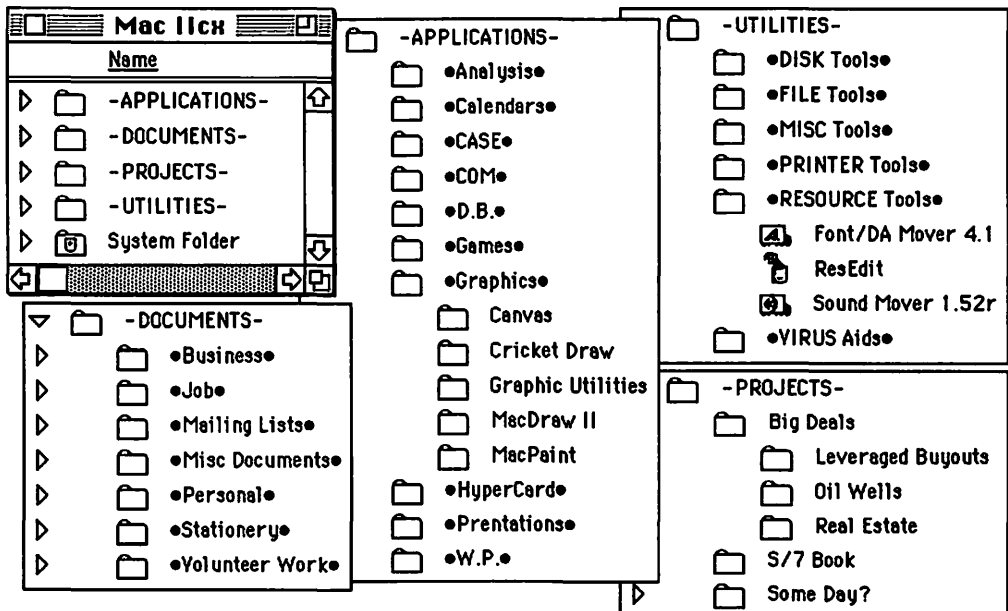 Mac IIcx
Name
-APPLICATIONS-
-DOCUMENTS-
-PROJECTS-
-UTILITIES-
System Folder
-DOCUMENTS-
•Business•
•Job•
•Mailing Lists•
•Misc Documents•
•Personal•
•Stationery•
•Volunteer Work•
-APPLICATIONS-
•Analysis•
•Calendars•
•CASE•
•COM•
•D.B.•
•Games•
•Graphics•
Canvas
Cricket Draw
Graphic Utilities
MacDraw II
MacPaint
•HyperCard•
•Prentations•
•W.P.•
-UTILITIES-
•DISK Tools•
•FILE Tools•
•MISC Tools•
•PRINTER Tools•
•RESOURCE Tools•
Font/DA Mover 4.1
ResEdit
Sound Mover 1.52r
•VIRUS Aids•
-PROJECTS-
Big Deals
Leveraged Buyouts
Oil Wells
Real Estate
S/7 Book
Some Day?